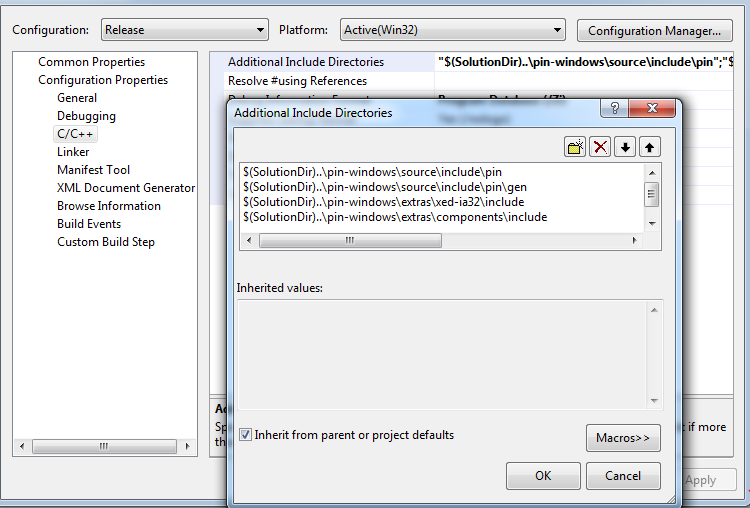 Configuration: Release Platform: Active(Win32) Configuration Manager...
Common Properties
Configuration Properties
General
Debugging
C/C++
Linker
Manifest Tool
XML Document Generator
Browse Information
Build Events
Custom Build Step
Additional Include Directories "$(SolutionDir)..\pin-windows\source\include\pin";"$
Resolve #using References
Additional Include Directories
$(SolutionDir)..\pin-windows\source\include\pin
$(SolutionDir)..\pin-windows\source\include\pin\gen
$(SolutionDir)..\pin-windows\extras\xed-ia32\include
$(SolutionDir)..\pin-windows\extras\components\include
Inherited values:
Inherit from parent or project defaults
Macros>>
OK Cancel
Ad
Sp
the
t if more
Apply